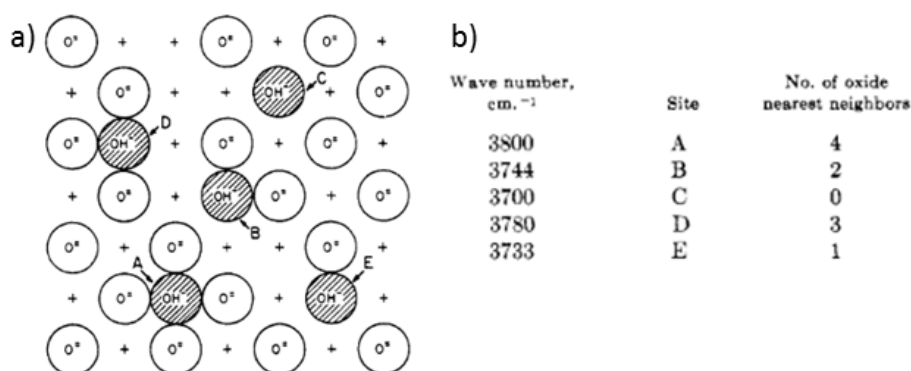 a)
O⁼ + + O⁼ + O⁼ +
C
+ O⁼ + + OH⁻ + O⁼
D
O⁼ OH⁻ + O⁼ + O⁼ +
+ O⁼ + OH⁻ O⁼ + O⁼
B
O⁼ + O⁼ + + O⁼ +
A E
+ O⁼ OH⁻ O⁼ + OH⁻ +
O⁼ + O⁼ + O⁼ + O⁼
b)
Wave number, No. of oxide
cm.⁻¹ Site nearest neighbors
3800 A 4
3744 B 2
3700 C 0
3780 D 3
3733 E 1